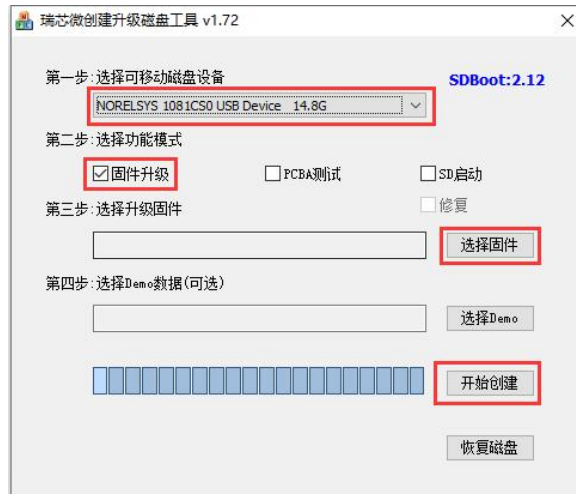 瑞芯微创建升级磁盘工具 v1.72
第一步:选择可移动磁盘设备
SDBoot:2.12
NORELSYS 1081CS0 USB Device 14.8G
第二步:选择功能模式
固件升级 PCBA测试 SD启动
第三步:选择升级固件 修复
选择固件
第四步:选择Demo数据(可选)
选择Demo
开始创建
恢复磁盘